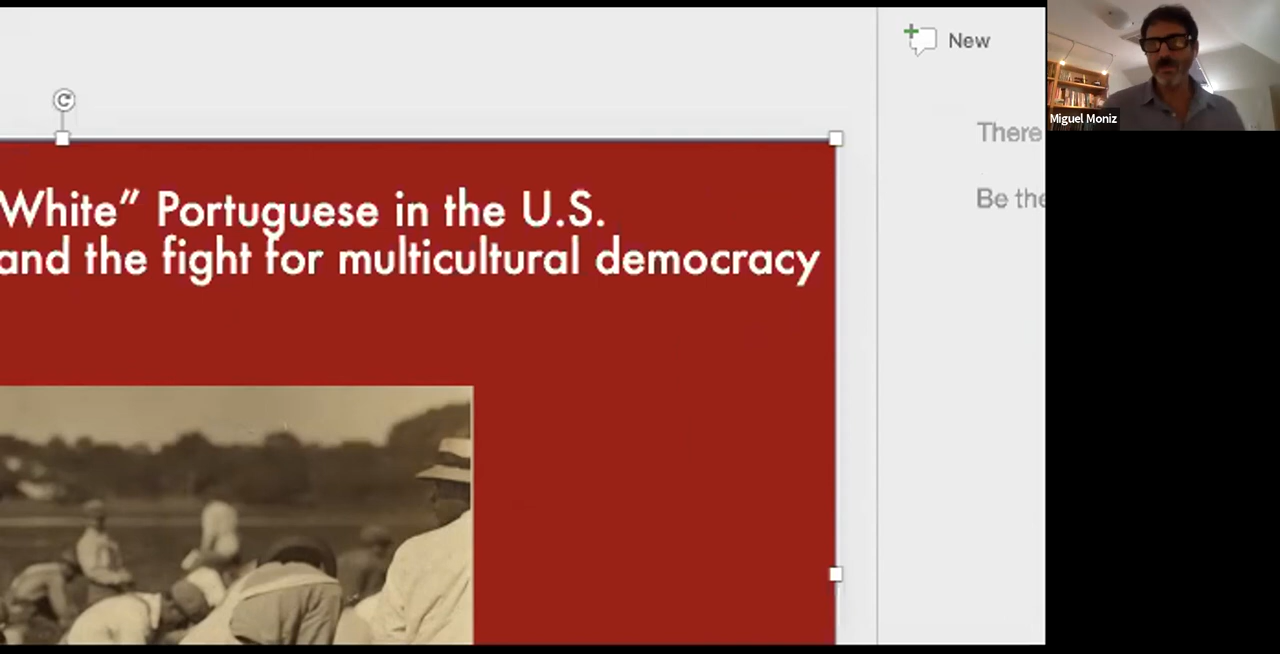 New
Miguel Moniz
There
Be the
White” Portuguese in the U.S.
and the fight for multicultural democracy